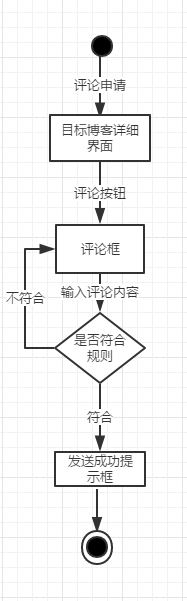 评论申请
目标博客详细
界面
评论按钮
评论框
输入评论内容
不符合
是否符合
规则
符合
发送成功提
示框